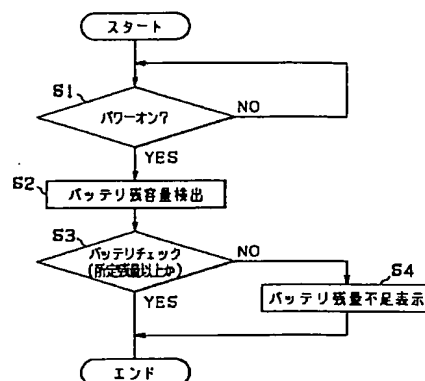 スタート
S1
パワーオン?
NO
YES
S2
バッテリ残容量検出
S3
バッテリチェック
(所定残量以上か)
NO
YES
S4
バッテリ残量不足表示
エンド